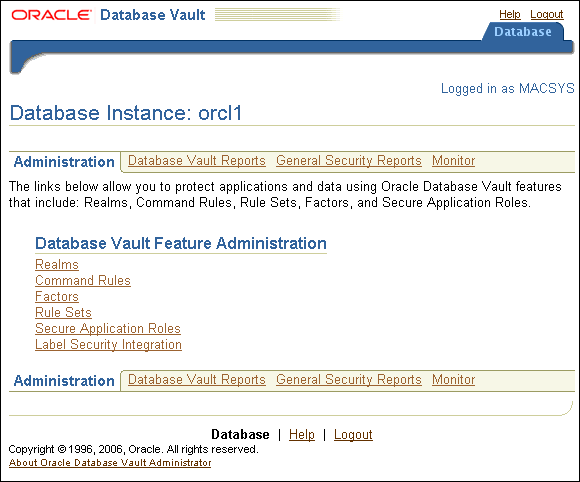 ORACLE Database Vault
Help Logout
Database
Logged in as MACSYS
Database Instance: orcl1
Administration Database Vault Reports General Security Reports Monitor
The links below allow you to protect applications and data using Oracle Database Vault features
that include: Realms, Command Rules, Rule Sets, Factors, and Secure Application Roles.
Database Vault Feature Administration
Realms
Command Rules
Factors
Rule Sets
Secure Application Roles
Label Security Integration
Administration Database Vault Reports General Security Reports Monitor
Database | Help | Logout
Copyright © 1996, 2006, Oracle. All rights reserved.
About Oracle Database Vault Administrator